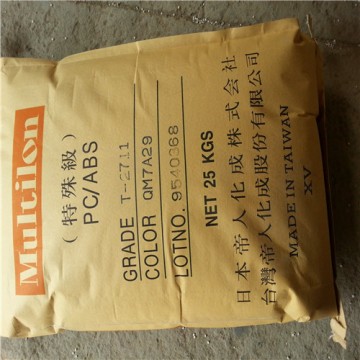 Multilon
(特殊級)
PC/ABS
GRADE T-2711
COLOR QM7A29
LOTNO. 9540368
NET 25 KGS
日本帝人化成株式会社
台灣帝人化成股份有限公司
MADE IN TAIWAN
XV